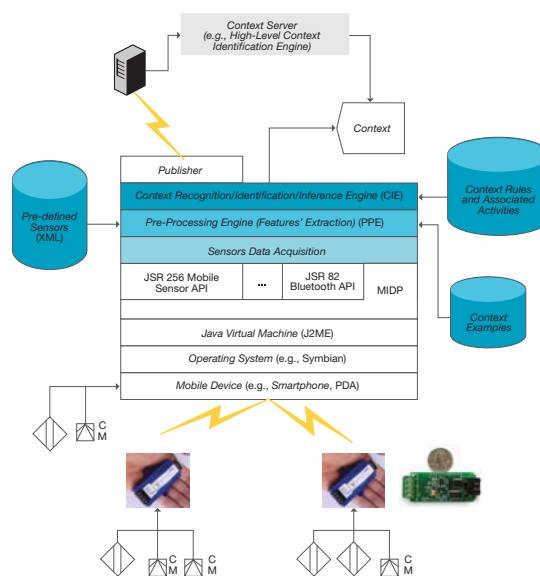 Context Server
(e.g., High-Level Context
Identification Engine)
Context
Publisher
Context Recognition/Identification/Inference Engine (CIE)
Pre-Processing Engine (Features' Extraction) (PPE)
Sensors Data Acquisition
Pre-defined
Sensors
(XML)
Context Rules
and Associated
Activities
JSR 256 Mobile
Sensor API
...
JSR 82
Bluetooth API
MIDP
Context
Examples
Java Virtual Machine (J2ME)
Operating System (e.g., Symbian)
Mobile Device (e.g., Smartphone, PDA)
C
M
C
M
C
M
C
M